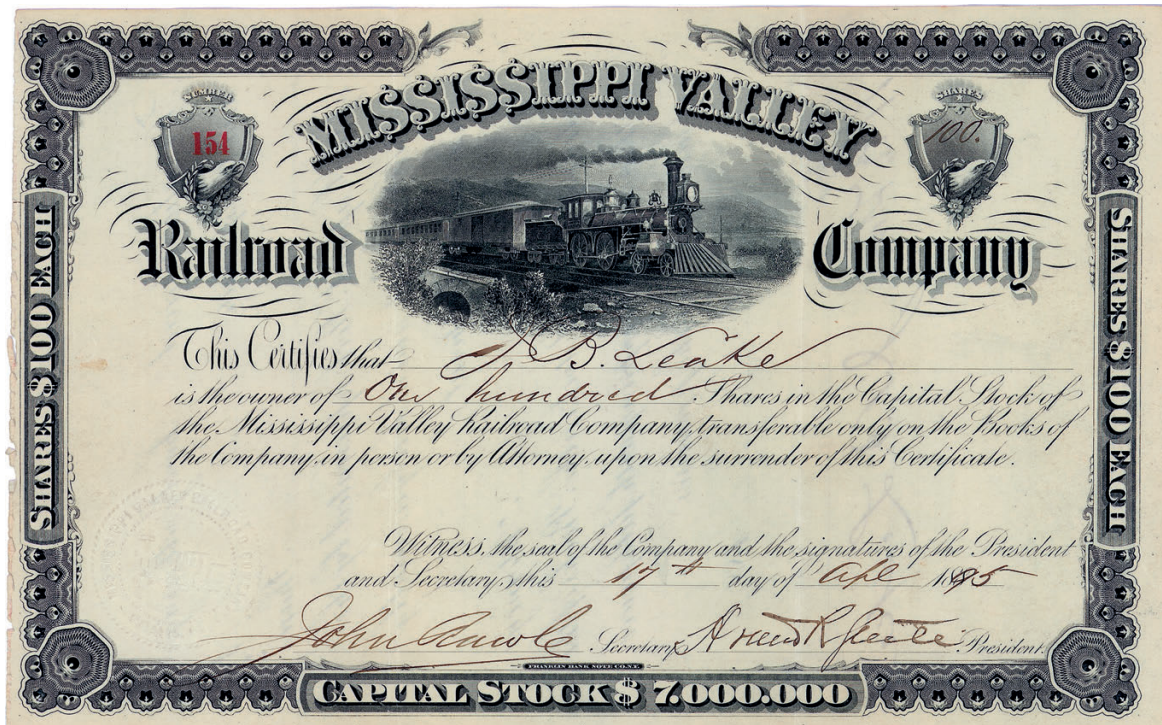 NUMBER
154
SHARES
100.
MISSISSIPPI VALLEY
Railroad Company
SHARES $100 EACH
SHARES $100 EACH
This Certifies that J B. Leake
is the owner of One hundred Shares in the Capital Stock of
the Mississippi Valley Railroad Company, transferable only on the Books of
the Company, in person or by Attorney, upon the surrender of this Certificate.
Witness, the seal of the Company and the signatures of the President
and Secretary, this 17th day of Apl 1885
John Secretary President.
FRANKLIN BANK NOTE CO. N.Y.
CAPITAL STOCK $ 7.000.000